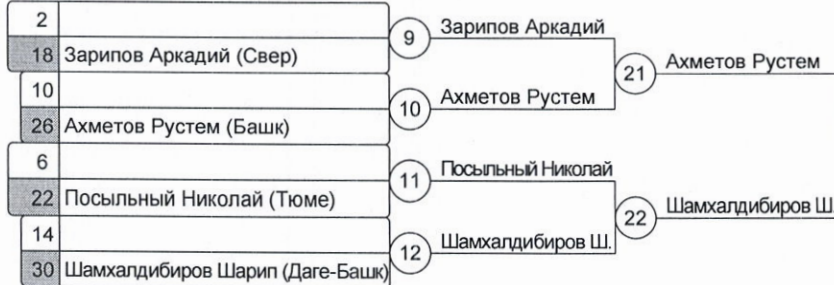 2
18 Зарипов Аркадий (Свер)
9 Зарипов Аркадий
10
26 Ахметов Рустем (Башк)
10 Ахметов Рустем
21 Ахметов Рустем
6
22 Посыльный Николай (Тюме)
11 Посыльный Николай
14
30 Шамхалдибиров Шарип (Даге-Башк)
12 Шамхалдибиров Ш.
22 Шамхалдибиров Ш.